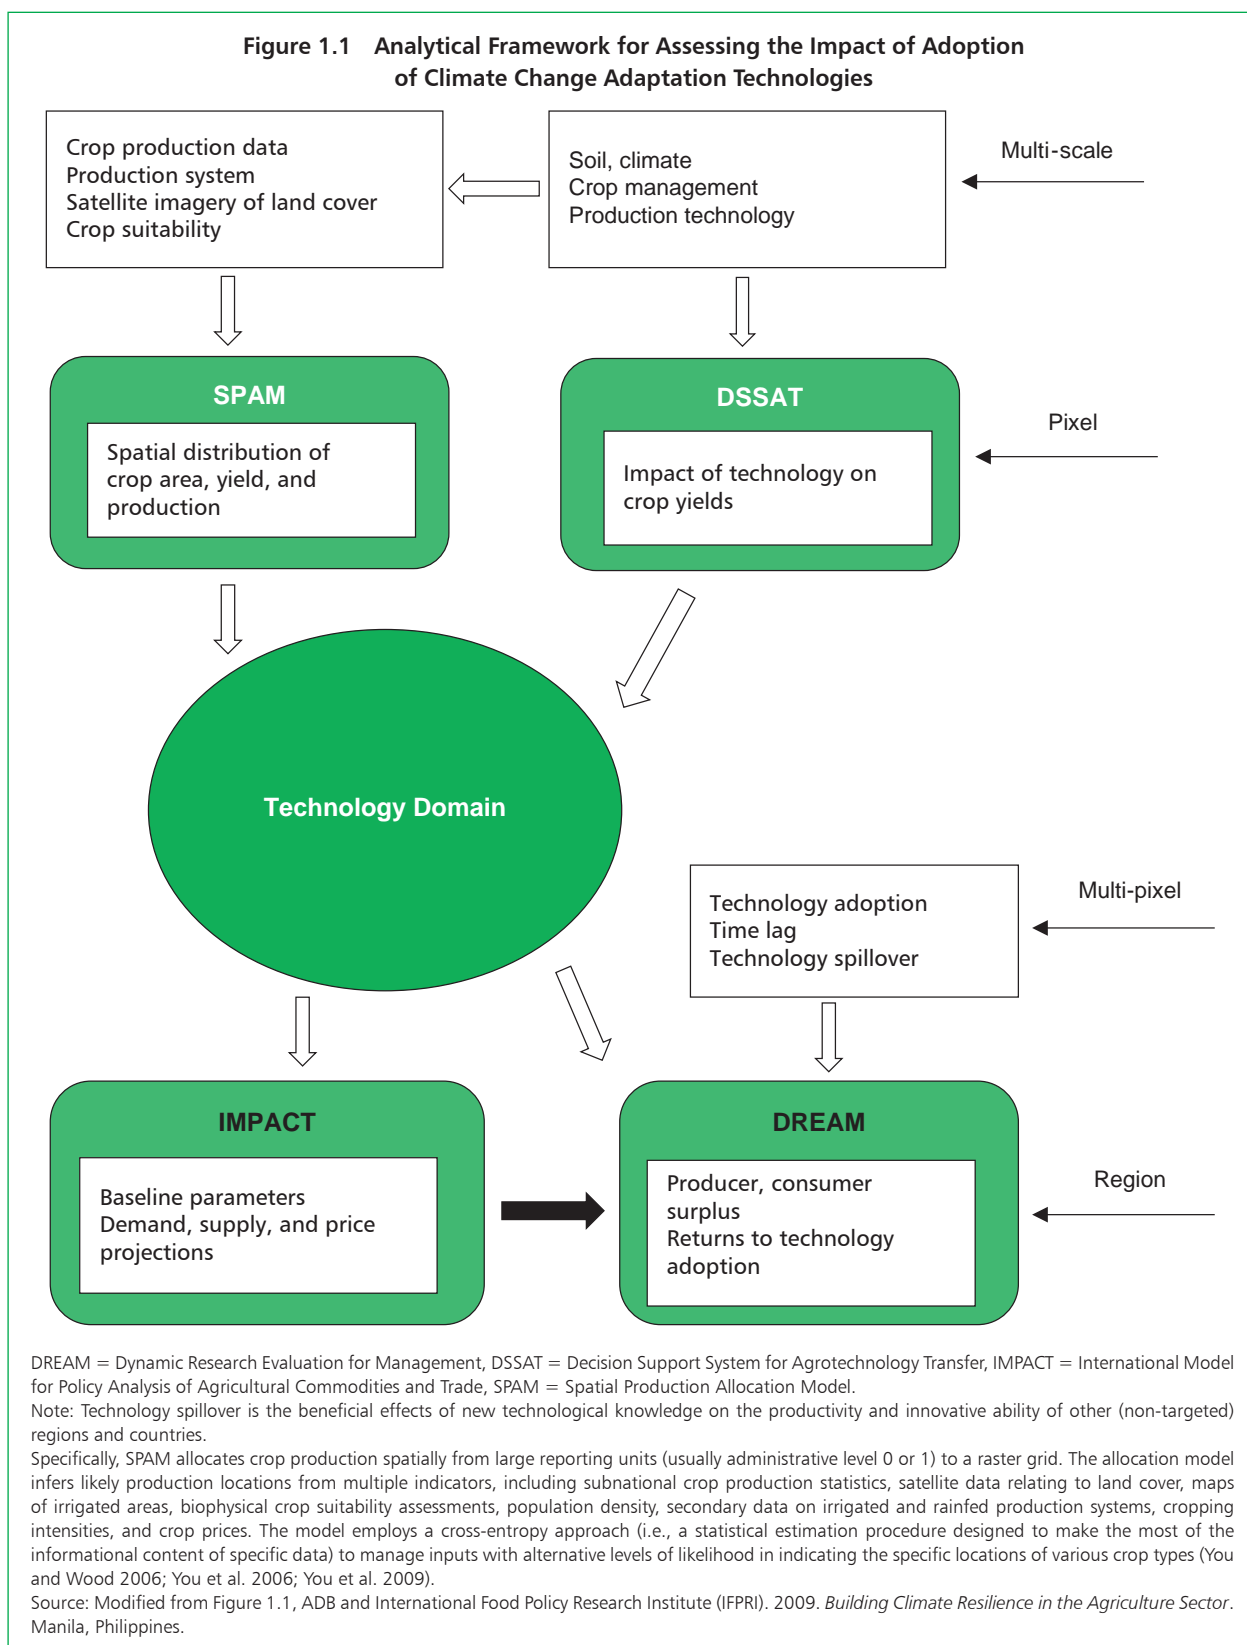 Figure 1.1 Analytical Framework for Assessing the Impact of Adoption
of Climate Change Adaptation Technologies
Crop production data
Production system
Satellite imagery of land cover
Crop suitability
Soil, climate
Crop management
Production technology
Multi-scale
SPAM
Spatial distribution of
crop area, yield, and
production
DSSAT
Impact of technology on
crop yields
Pixel
Technology Domain
Technology adoption
Time lag
Technology spillover
Multi-pixel
IMPACT
Baseline parameters
Demand, supply, and price
projections
DREAM
Producer, consumer
surplus
Returns to technology
adoption
Region
DREAM = Dynamic Research Evaluation for Management, DSSAT = Decision Support System for Agrotechnology Transfer, IMPACT = International Model
for Policy Analysis of Agricultural Commodities and Trade, SPAM = Spatial Production Allocation Model.
Note: Technology spillover is the beneficial effects of new technological knowledge on the productivity and innovative ability of other (non-targeted)
regions and countries.
Specifically, SPAM allocates crop production spatially from large reporting units (usually administrative level 0 or 1) to a raster grid. The allocation model
infers likely production locations from multiple indicators, including subnational crop production statistics, satellite data relating to land cover, maps
of irrigated areas, biophysical crop suitability assessments, population density, secondary data on irrigated and rainfed production systems, cropping
intensities, and crop prices. The model employs a cross-entropy approach (i.e., a statistical estimation procedure designed to make the most of the
informational content of specific data) to manage inputs with alternative levels of likelihood in indicating the specific locations of various crop types (You
and Wood 2006; You et al. 2006; You et al. 2009).
Source: Modified from Figure 1.1, ADB and International Food Policy Research Institute (IFPRI). 2009. Building Climate Resilience in the Agriculture Sector.
Manila, Philippines.